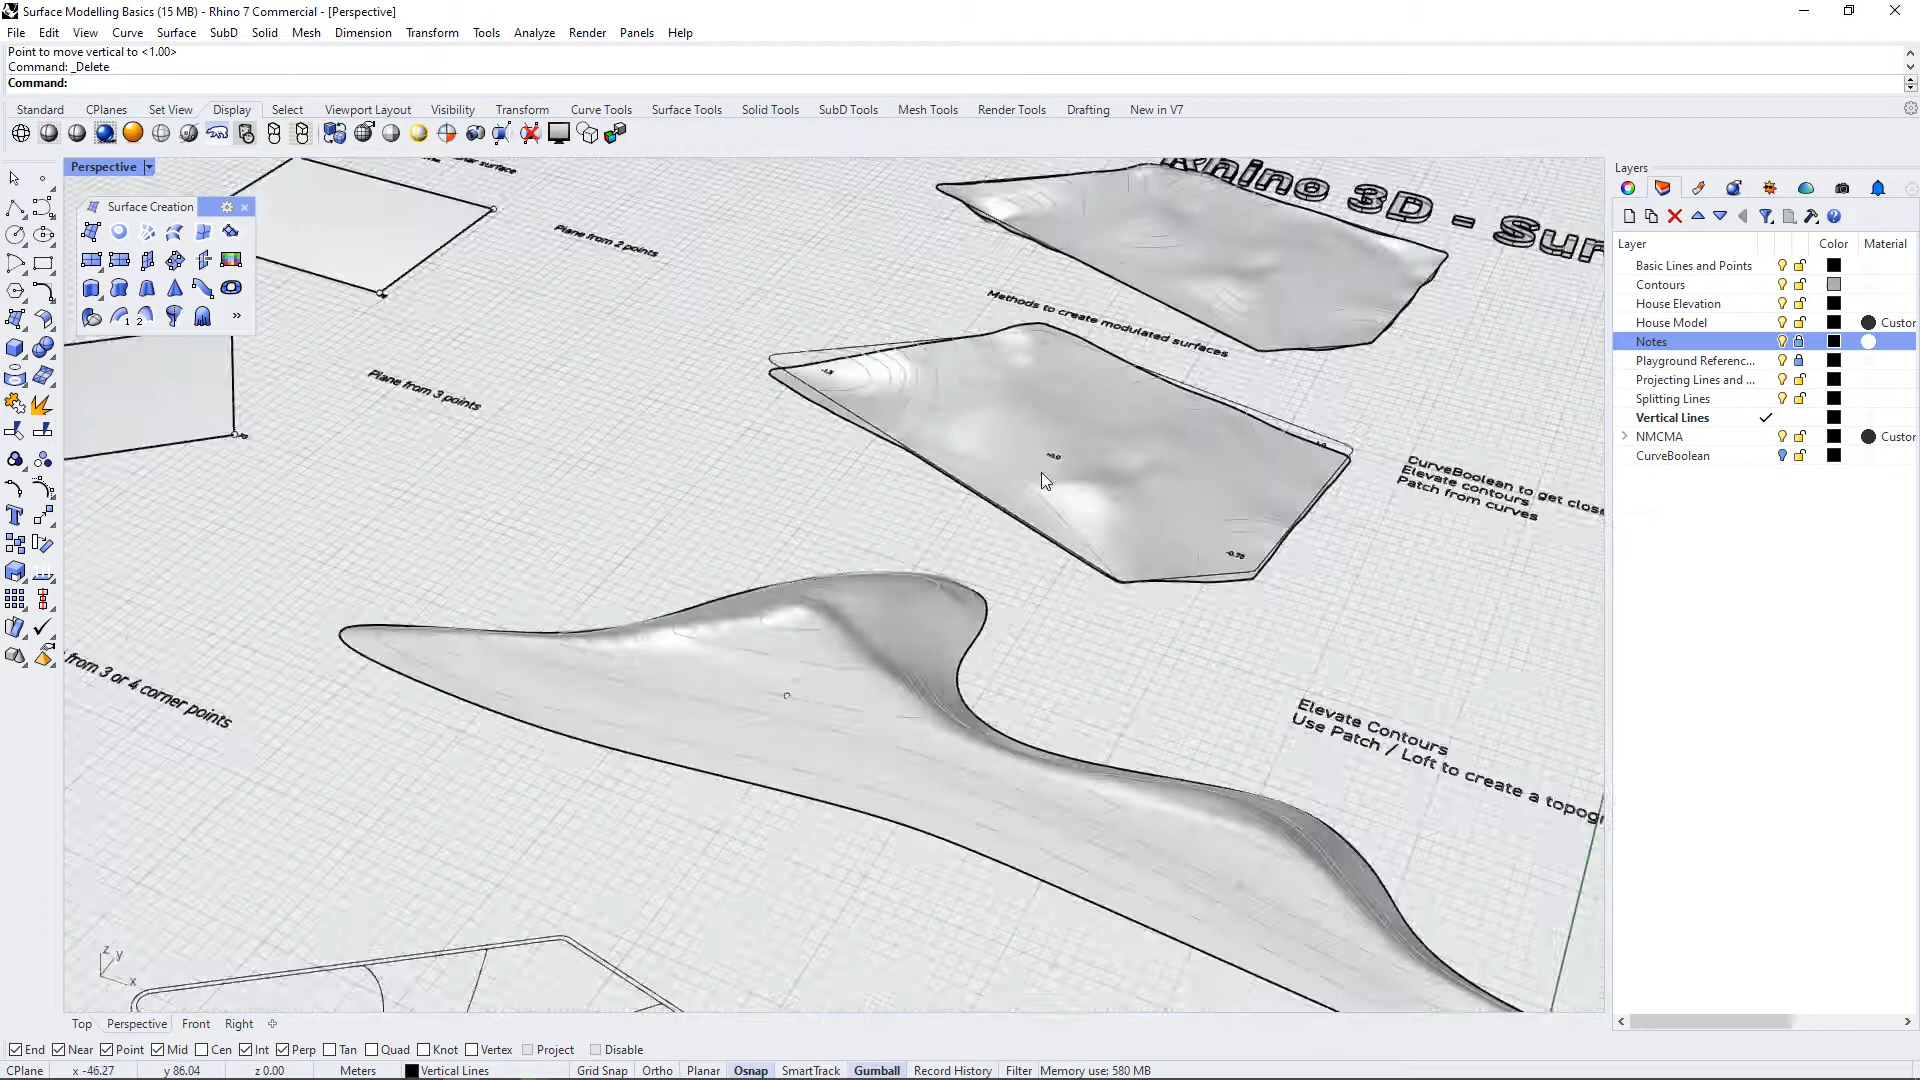 Surface Modelling Basics (15 MB) - Rhino 7 Commercial - [Perspective]
File Edit View Curve Surface SubD Solid Mesh Dimension Transform Tools Analyze Render Panels Help
Point to move vertical to <1.00>
Command: _Delete
Command:
Standard CPlanes Set View Display Select Viewport Layout Visibility Transform Curve Tools Surface Tools Solid Tools SubD Tools Mesh Tools Render Tools Drafting New in V7
Perspective
Surface Creation
surface
Plane from 2 points
Plane from 3 points
from 3 or 4 corner points
Rhino 3D - Sur
Methods to create modulated surfaces
CurveBoolean to get close
Elevate contours
Patch from curves
Elevate Contours
Use Patch / Loft to create a topog
+0.9
-0.75
z y
x
Layers
Layer Color Material
Basic Lines and Points
Contours
House Elevation
House Model Custor
Notes
Playground Referenc...
Projecting Lines and ...
Splitting Lines
Vertical Lines
NMCMA Custor
CurveBoolean
Top Perspective Front Right
End Near Point Mid Cen Int Perp Tan Quad Knot Vertex Project Disable
CPlane x -46.27 y 86.04 z 0.00 Meters Vertical Lines Grid Snap Ortho Planar Osnap SmartTrack Gumball Record History Filter Memory use: 580 MB